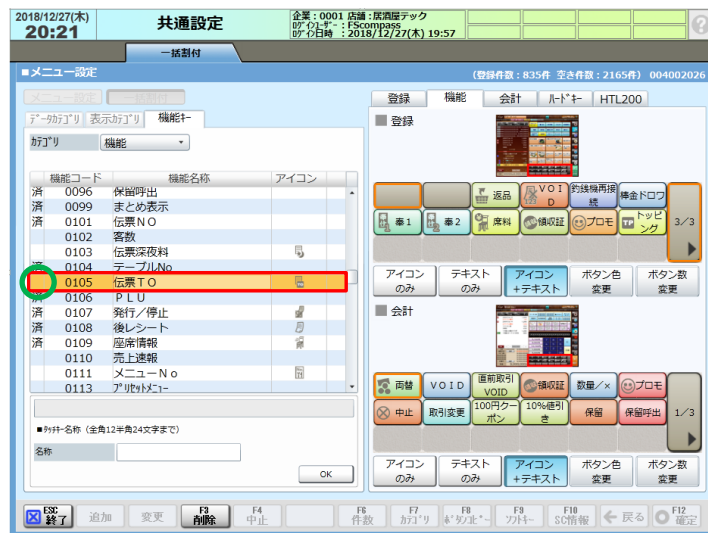 2018/12/27(木)
20:21
共通設定
企業：0001 店舗：居酒屋テック
ﾛｸﾞｲﾝﾕｰｻﾞｰ：FScompass
ﾛｸﾞｲﾝ日時 ：2018/12/27(木) 19:57
一括割付
■メニュー設定
(登録件数：835件 空き件数：2165件) 004002026
メニュー設定 一括割付
ﾃﾞｰﾀｶﾃｺﾞﾘ 表示ｶﾃｺﾞﾘ 機能ｷｰ
ｶﾃｺﾞﾘ 機能
機能コード 機能名称 アイコン
済 0096 保留呼出
済 0099 まとめ表示
済 0101 伝票ＮＯ
0102 客数
0103 伝票深夜料
済 0104 テーブルNo
0105 伝票ＴＯ
済 0106 ＰＬＵ
済 0107 発行/停止
済 0108 後レシート
済 0109 座席情報
0110 売上速報
0111 メニューＮｏ
0113 ﾌﾟﾘｾｯﾄﾒﾆｭｰ
■ﾀｯﾁｷｰ名称（全角12半角24文字まで）
名称
OK
登録 機能 会計 ﾊｰﾄﾞｷｰ HTL200
登録
返品 ＶＯＩＤ 釣銭機再接続 棒金ドロワ
奉1 奉2 席料 領収証 プロモ トッピング 3/3
アイコンのみ テキストのみ アイコン+テキスト ボタン色変更 ボタン数変更
会計
両替 ＶＯＩＤ 直前取引VOID 領収証 数量／× プロモ
中止 取引変更 100円クーポン 10%値引き 保留 保留呼出 1／3
アイコンのみ テキストのみ アイコン+テキスト ボタン色変更 ボタン数変更
ESC 終了 追加 変更 F3 削除 F4 中止 F6 件数 F7 ｶﾃｺﾞﾘ F8 ﾎﾞﾀﾝｺﾋﾟｰ F9 ｿﾌﾄｷｰ F10 SC情報 戻る F12 確定